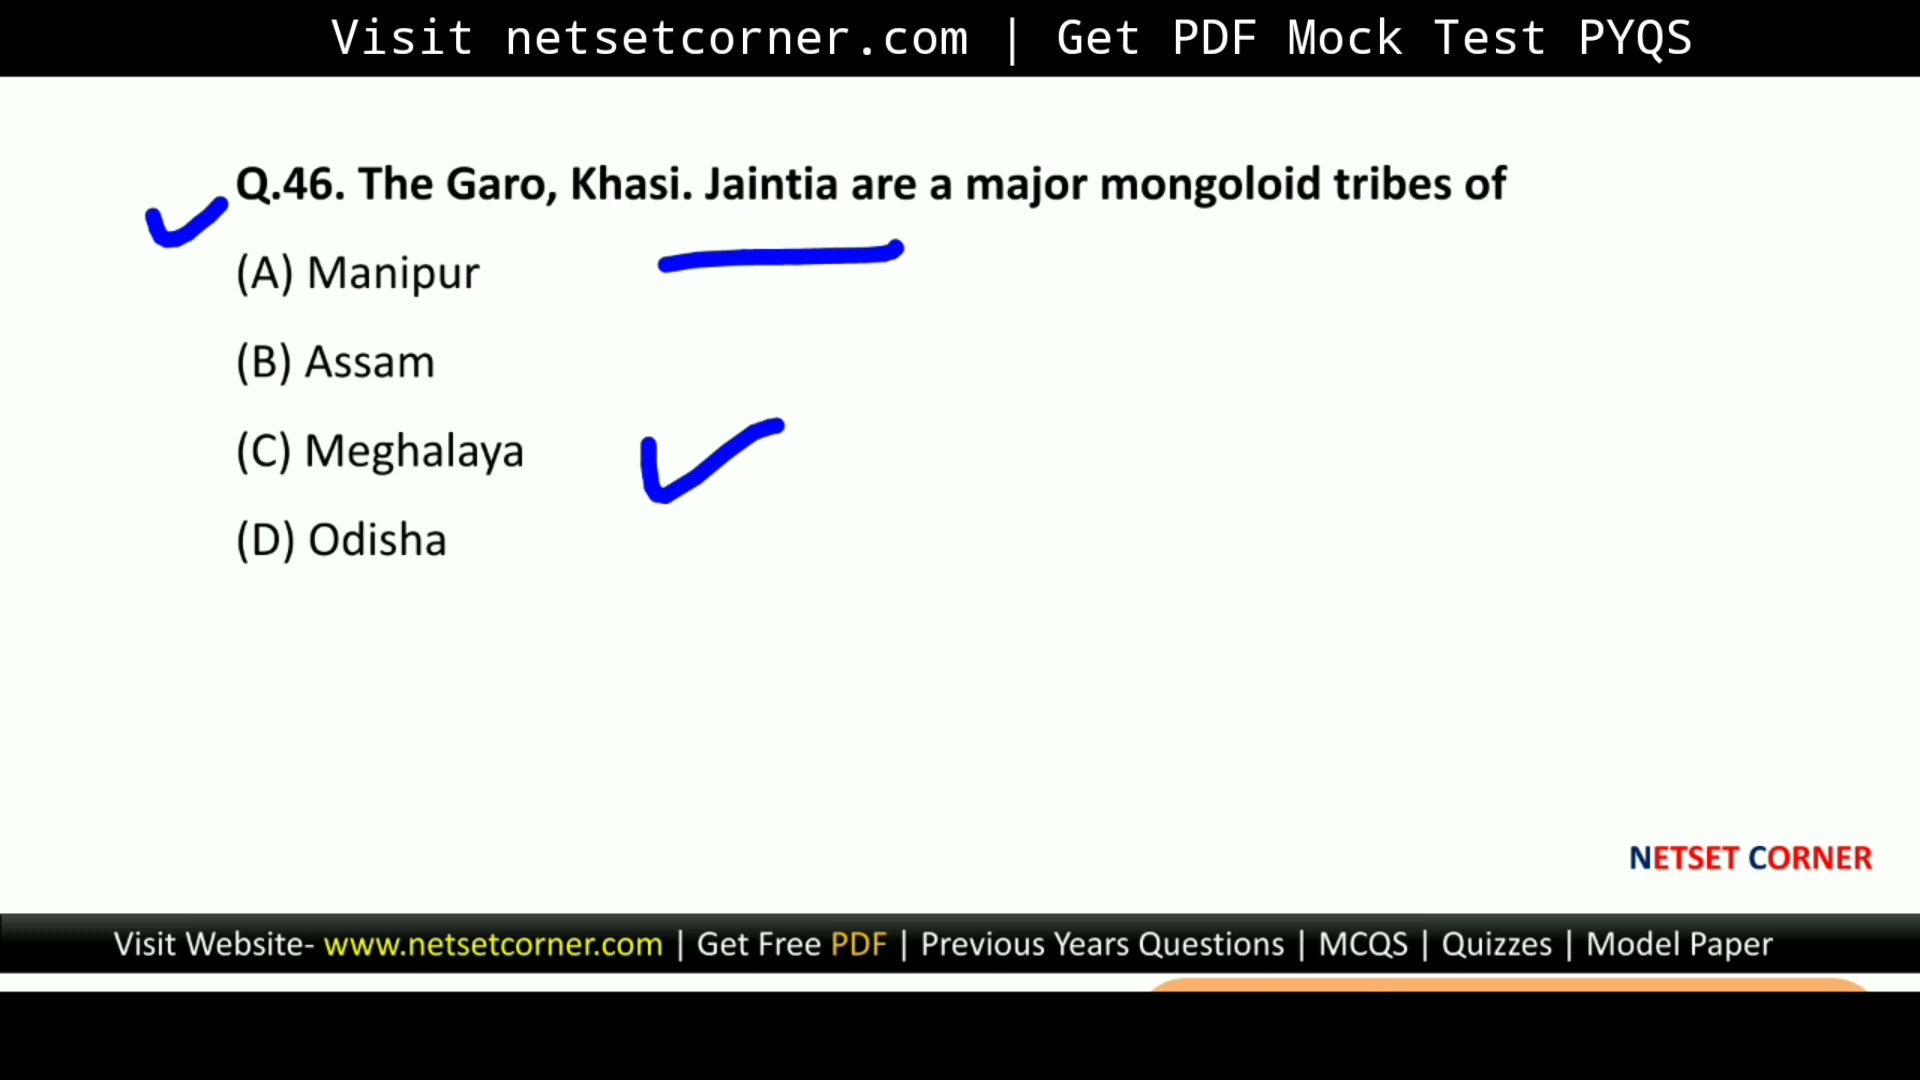 Visit netsetcorner.com | Get PDF Mock Test PYQS
Q.46. The Garo, Khasi. Jaintia are a major mongoloid tribes of
(A) Manipur
(B) Assam
(C) Meghalaya
(D) Odisha
NETSET CORNER
Visit Website- www.netsetcorner.com | Get Free PDF | Previous Years Questions | MCQS | Quizzes | Model Paper